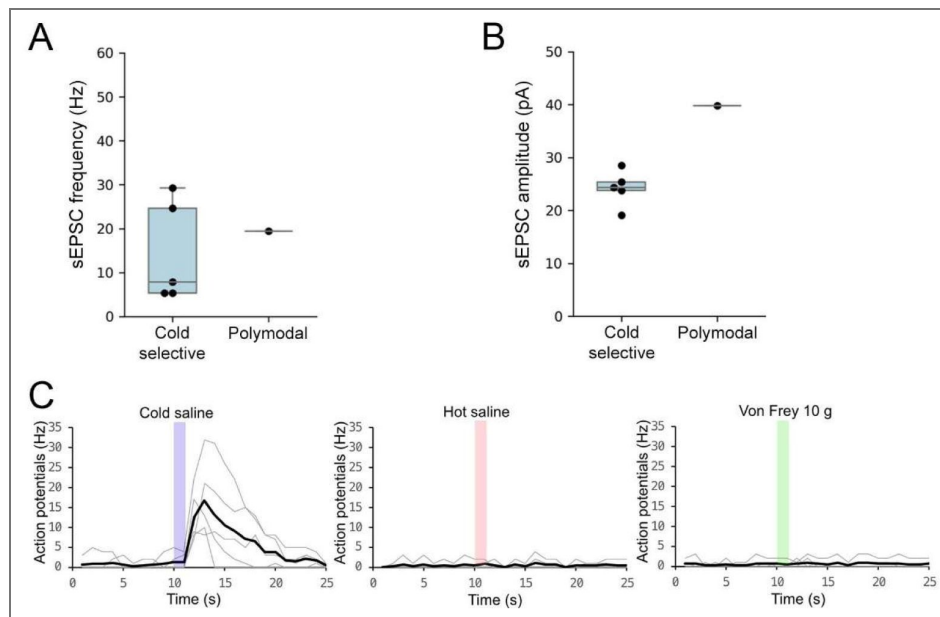 A
B
60
50
40
30
20
10
0
sEPSC frequency (Hz)
Cold
selective
Polymodal
50
40
30
20
10
0
sEPSC amplitude (pA)
Cold
selective
Polymodal
C
Cold saline
Hot saline
Von Frey 10 g
35
30
25
20
15
10
5
0
Action potentials (Hz)
0 5 10 15 20 25
Time (s)
35
30
25
20
15
10
5
0
Action potentials (Hz)
0 5 10 15 20 25
Time (s)
35
30
25
20
15
10
5
0
Action potentials (Hz)
0 5 10 15 20 25
Time (s)